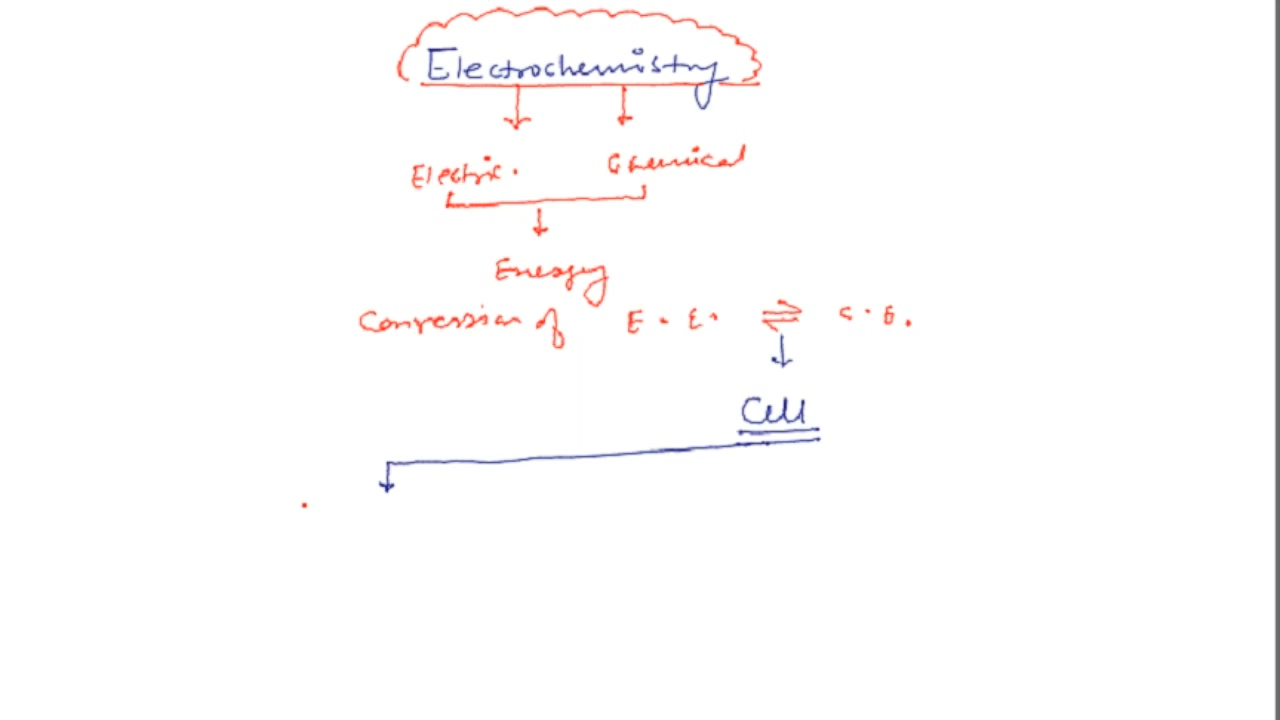 Electrochemistry
Electric. Chemical
Energy
Conversion of E. E. ⇌ C. E.
Cell